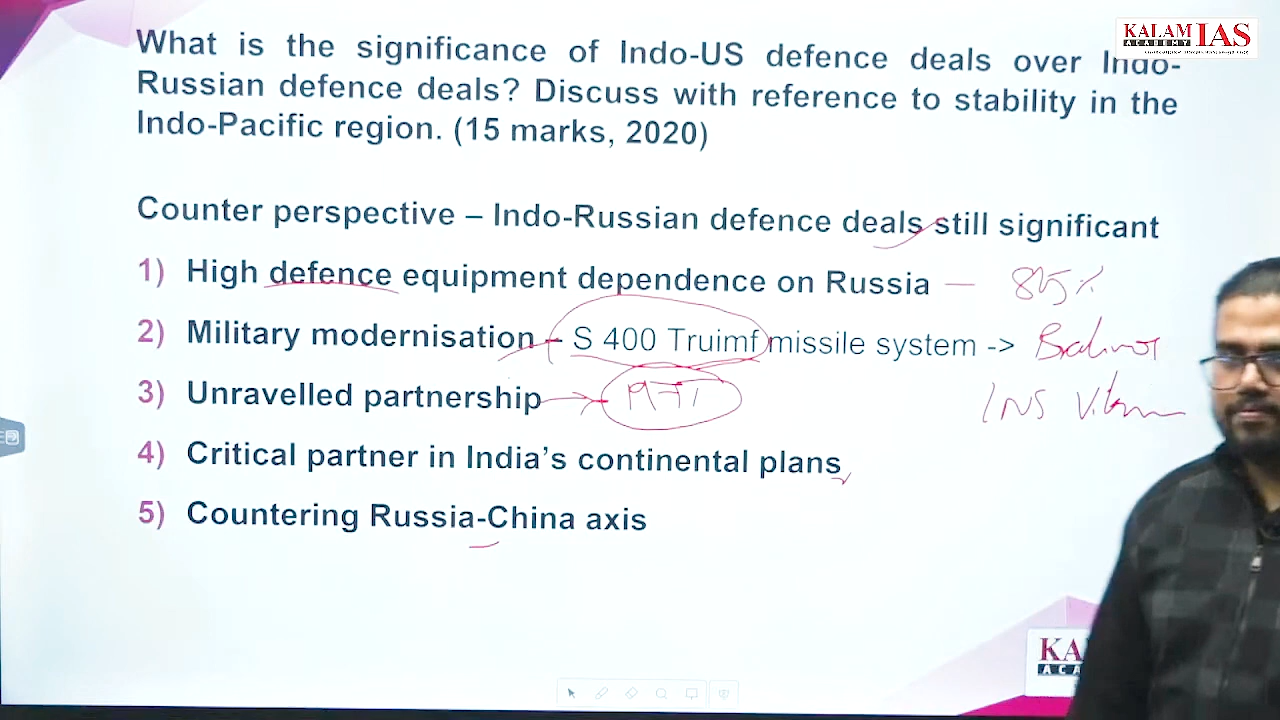 KALAM IAS
ACADEMY
What is the significance of Indo-US defence deals over Indo-
Russian defence deals? Discuss with reference to stability in the
Indo-Pacific region. (15 marks, 2020)
Counter perspective – Indo-Russian defence deals still significant
1) High defence equipment dependence on Russia — 85%
2) Military modernisation – S 400 Truimf missile system ->
3) Unravelled partnership
INS
4) Critical partner in India's continental plans
5) Countering Russia-China axis
KA
ACA